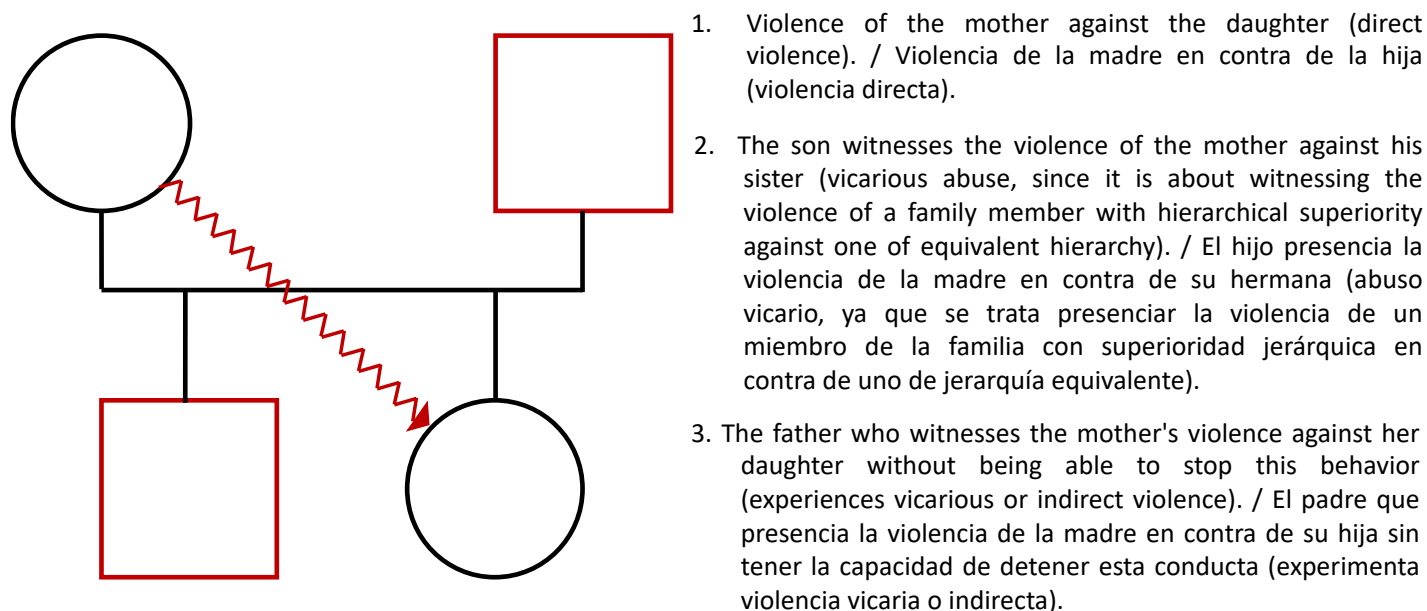 1. Violence of the mother against the daughter (direct
violence). / Violencia de la madre en contra de la hija
(violencia directa).
2. The son witnesses the violence of the mother against his
sister (vicarious abuse, since it is about witnessing the
violence of a family member with hierarchical superiority
against one of equivalent hierarchy). / El hijo presencia la
violencia de la madre en contra de su hermana (abuso
vicario, ya que se trata presenciar la violencia de un
miembro de la familia con superioridad jerárquica en
contra de uno de jerarquía equivalente).
3. The father who witnesses the mother's violence against her
daughter without being able to stop this behavior
(experiences vicarious or indirect violence). / El padre que
presencia la violencia de la madre en contra de su hija sin
tener la capacidad de detener esta conducta (experimenta
violencia vicaria o indirecta).